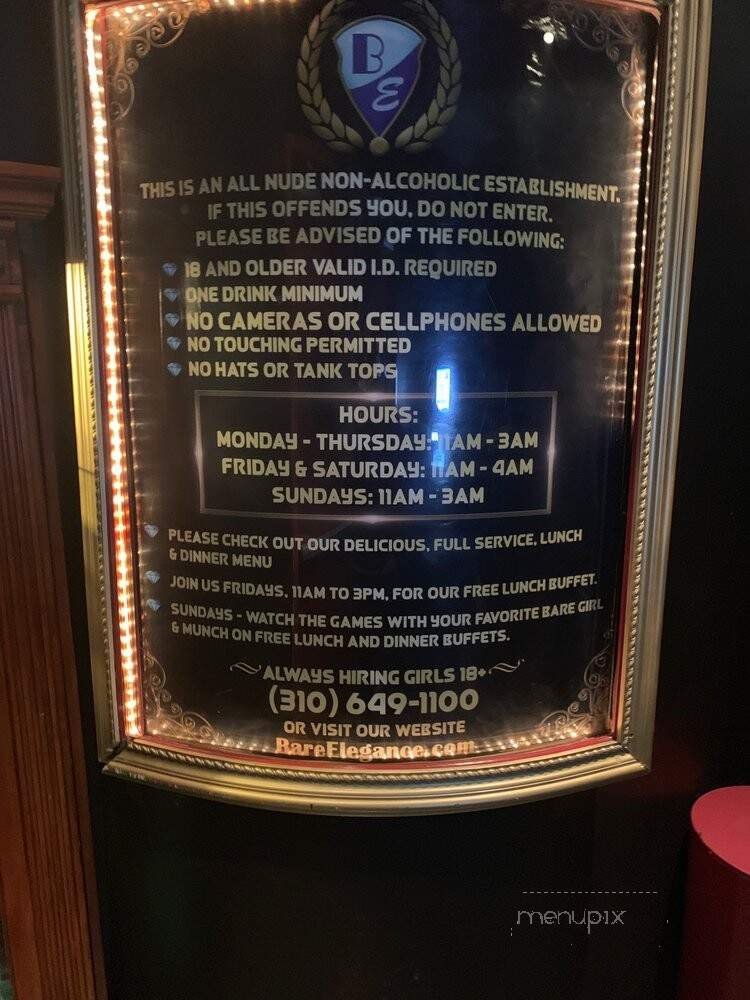 B
E
THIS IS AN ALL NUDE NON-ALCOHOLIC ESTABLISHMENT.
IF THIS OFFENDS YOU, DO NOT ENTER.
PLEASE BE ADVISED OF THE FOLLOWING:
18 AND OLDER VALID I.D. REQUIRED
ONE DRINK MINIMUM
NO CAMERAS OR CELLPHONES ALLOWED
NO TOUCHING PERMITTED
NO HATS OR TANK TOPS
HOURS:
MONDAY - THURSDAY: 11AM - 3AM
FRIDAY & SATURDAY: 11AM - 4AM
SUNDAYS: 11AM - 3AM
PLEASE CHECK OUT OUR DELICIOUS, FULL SERVICE, LUNCH
& DINNER MENU
JOIN US FRIDAYS, 11AM TO 3PM, FOR OUR FREE LUNCH BUFFET.
SUNDAYS - WATCH THE GAMES WITH YOUR FAVORITE BARE GIRL
& MUNCH ON FREE LUNCH AND DINNER BUFFETS.
ALWAYS HIRING GIRLS 18+
(310) 649-1100
OR VISIT OUR WEBSITE
BareElegance.com
menupix